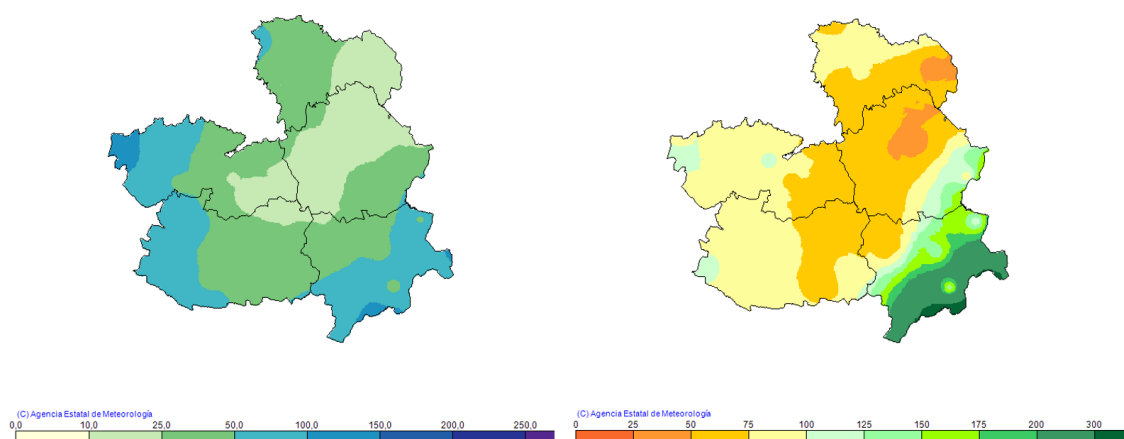 (C) Agencia Estatal de Meteorología
0,0 10,0 25,0 50,0 100,0 150,0 200,0 250,0
(C) Agencia Estatal de Meteorología
0 25 50 75 100 125 150 175 200 300